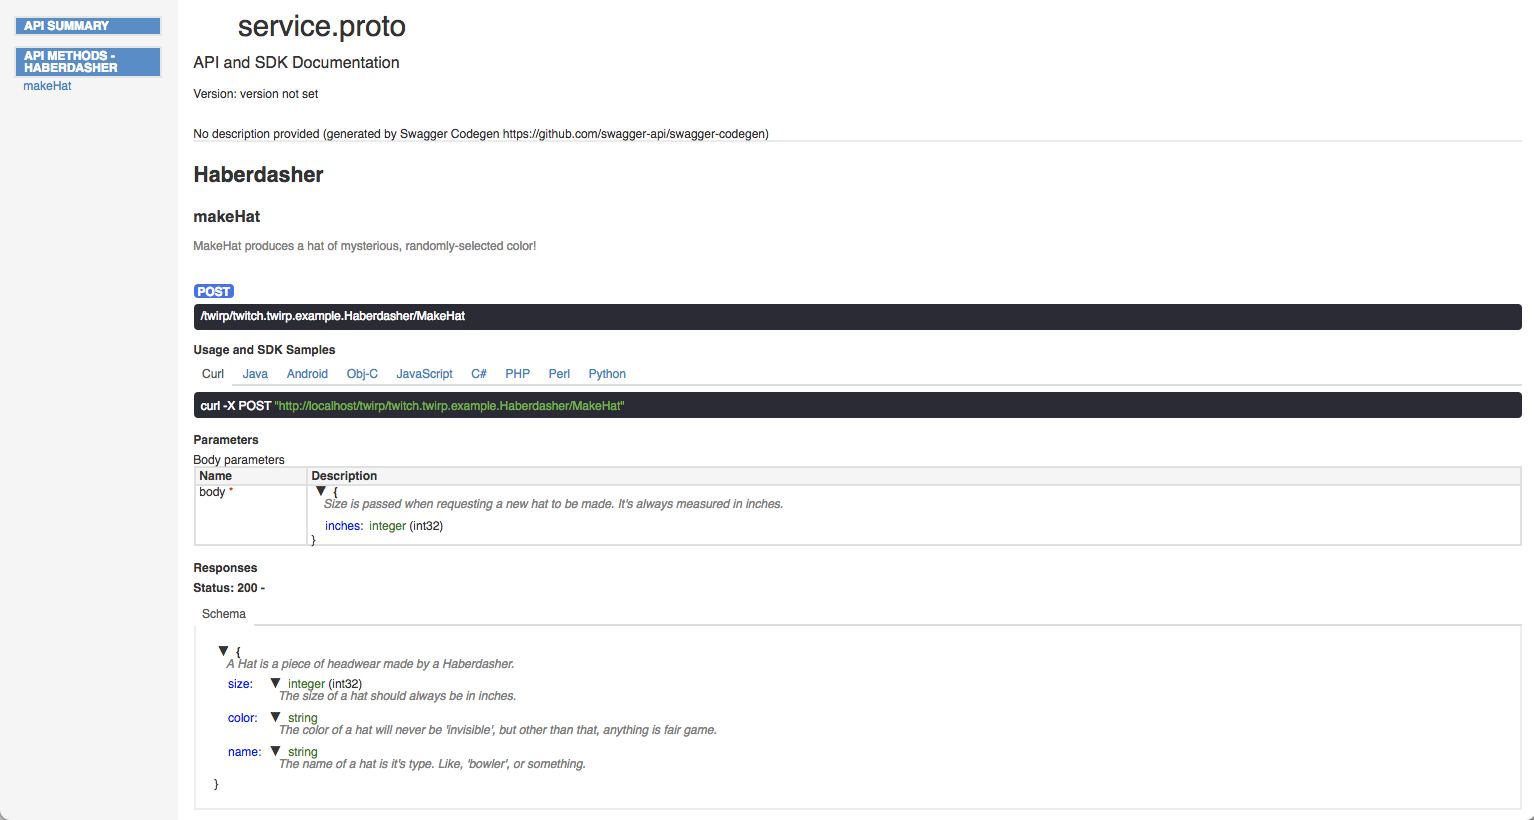 API SUMMARY
API METHODS -
HABERDASHER
makeHat
service.proto
API and SDK Documentation
Version: version not set
No description provided (generated by Swagger Codegen https://github.com/swagger-api/swagger-codegen)
Haberdasher
makeHat
MakeHat produces a hat of mysterious, randomly-selected color!
POST
/twirp/twitch.twirp.example.Haberdasher/MakeHat
Usage and SDK Samples
Curl Java Android Obj-C JavaScript C# PHP Perl Python
curl -X POST "http://localhost/twirp/twitch.twirp.example.Haberdasher/MakeHat"
Parameters
Body parameters
Name Description
body * ▼ {
Size is passed when requesting a new hat to be made. It's always measured in inches.
inches: integer (int32)
}
Responses
Status: 200 -
Schema
▼ {
A Hat is a piece of headwear made by a Haberdasher.
size: ▼ integer (int32)
The size of a hat should always be in inches.
color: ▼ string
The color of a hat will never be 'invisible', but other than that, anything is fair game.
name: ▼ string
The name of a hat is it's type. Like, 'bowler', or something.
}